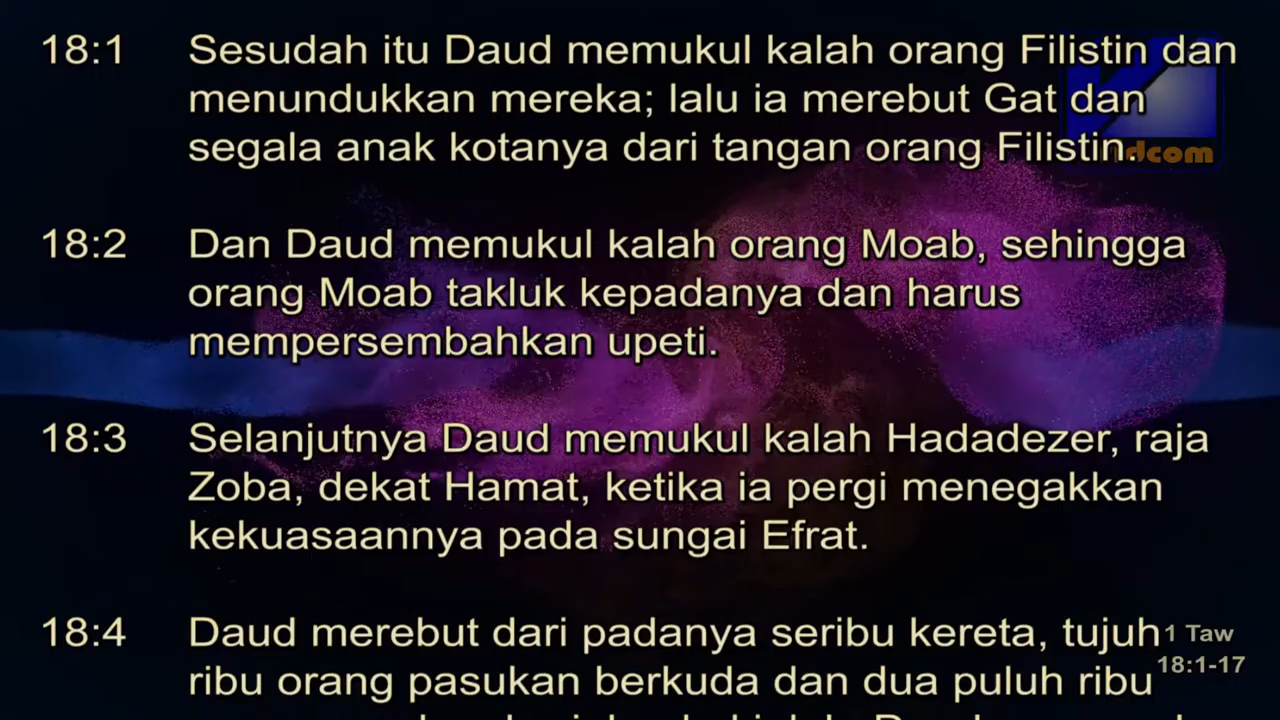 18:1 Sesudah itu Daud memukul kalah orang Filistin dan
menundukkan mereka; lalu ia merebut Gat dan
segala anak kotanya dari tangan orang Filistin.
dcom
18:2 Dan Daud memukul kalah orang Moab, sehingga
orang Moab takluk kepadanya dan harus
mempersembahkan upeti.
18:3 Selanjutnya Daud memukul kalah Hadadezer, raja
Zoba, dekat Hamat, ketika ia pergi menegakkan
kekuasaannya pada sungai Efrat.
18:4 Daud merebut dari padanya seribu kereta, tujuh
ribu orang pasukan berkuda dan dua puluh ribu
1 Taw
18:1-17